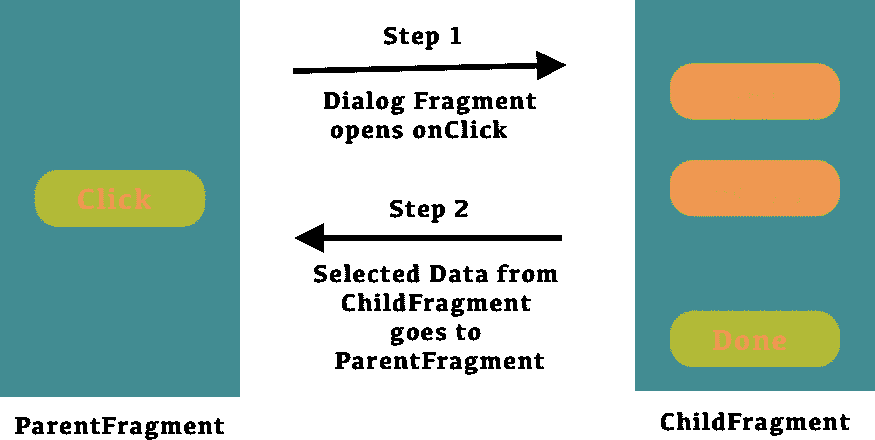 Step 1
Dialog Fragment
opens onClick
Click
Step 2
Selected Data from
ChildFragment
goes to
ParentFragment
Done
ParentFragment
ChildFragment